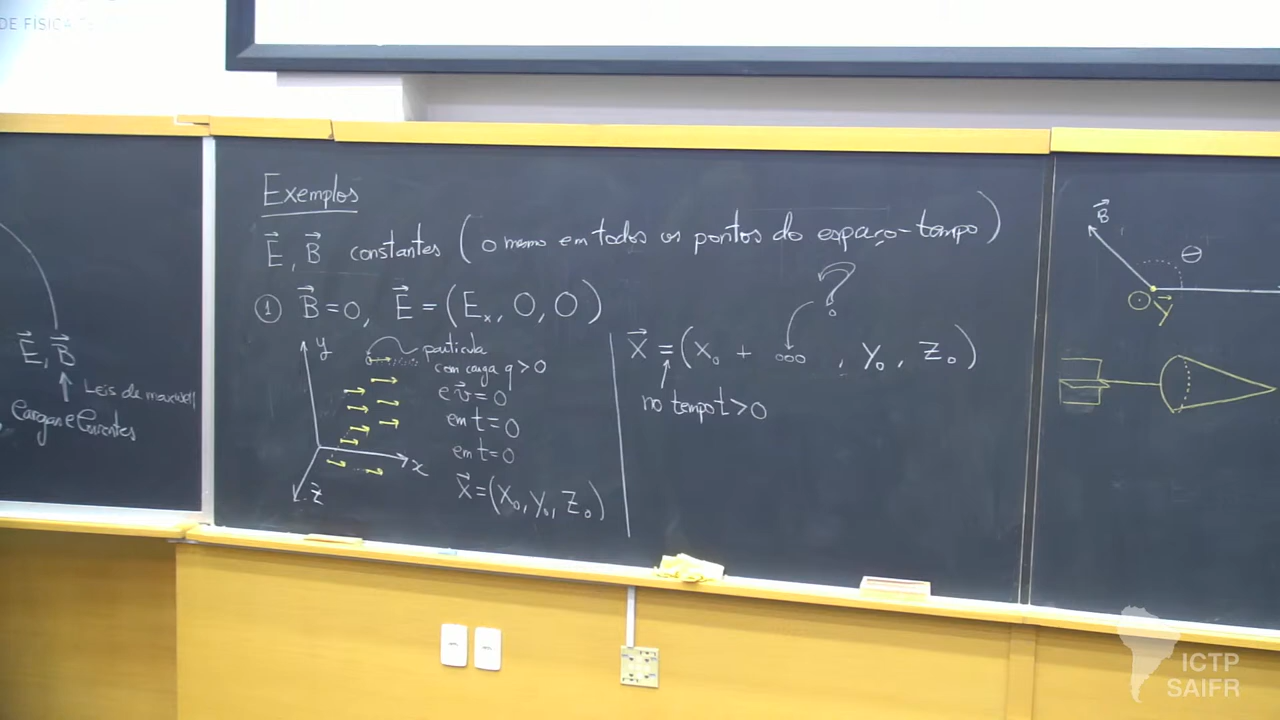 DE FÍSICA TE
Exemplos
E⃗, B⃗ constantes (o mesmo em todos os pontos do espaço-tempo)
① B⃗=0, E⃗=(Eₓ, 0, 0)
y
x
z
partícula
com carga q>0
e v⃗=0
em t=0
em t=0
X⃗=(X₀, Y₀, Z₀)
?
X⃗=(X₀ + ooo , Y₀, Z₀)
no tempo t>0
E⃗, B⃗
Leis de maxwell
Cargas e Correntes
B⃗
θ
ICTP
SAIFR